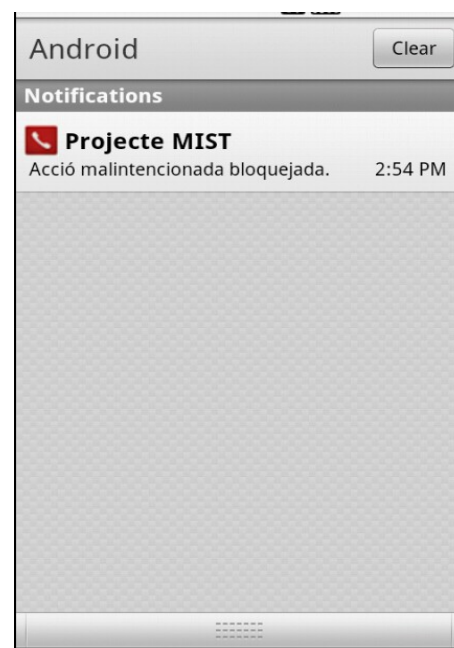 Android
Clear
Notifications
Projecte MIST
Acció malintencionada bloquejada. 2:54 PM